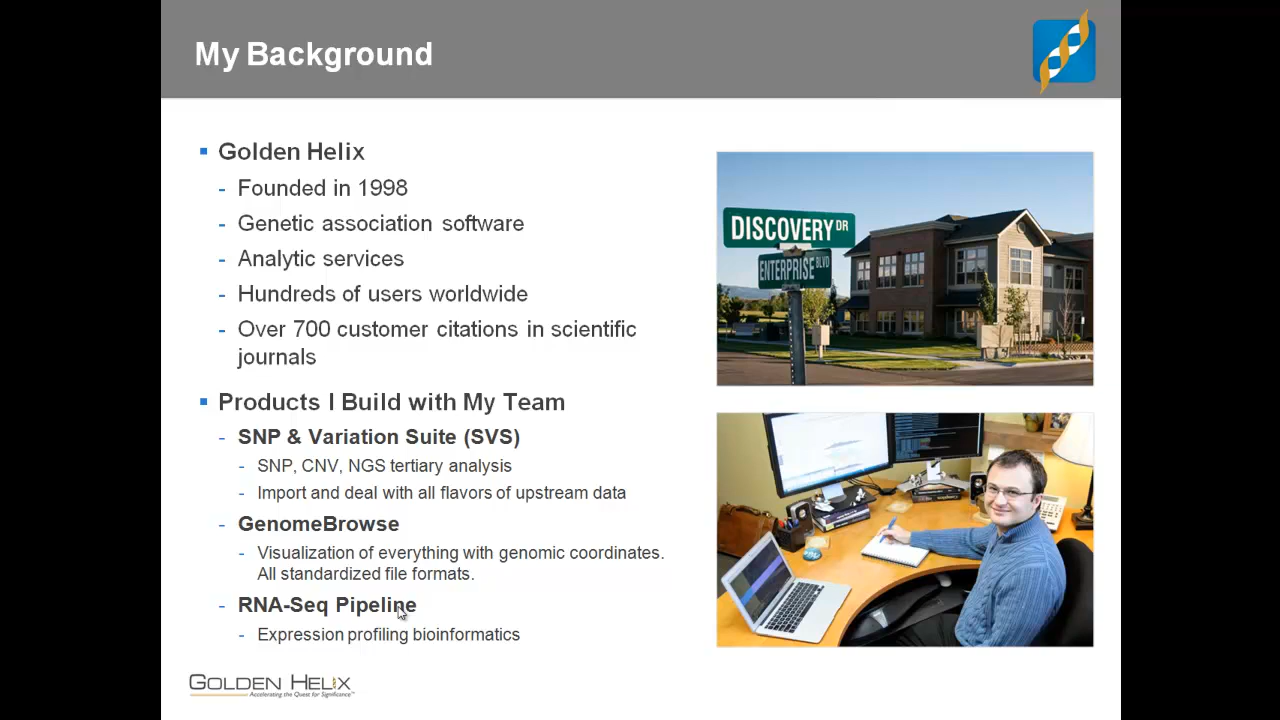 My Background
Golden Helix
- Founded in 1998
- Genetic association software
- Analytic services
- Hundreds of users worldwide
- Over 700 customer citations in scientific
journals
Products I Build with My Team
- SNP & Variation Suite (SVS)
- SNP, CNV, NGS tertiary analysis
- Import and deal with all flavors of upstream data
- GenomeBrowse
- Visualization of everything with genomic coordinates.
All standardized file formats.
- RNA-Seq Pipeline
- Expression profiling bioinformatics
DISCOVERY DR
ENTERPRISE BLVD
GOLDEN HELIX
Accelerating the Quest for Significance™